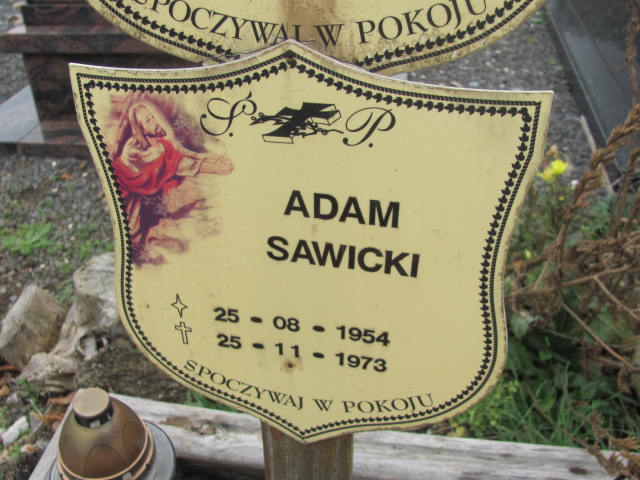 SPOCZYWAJ W POKOJU
Ś. P.
ADAM
SAWICKI
25 • 08 • 1954
25 • 11 • 1973
SPOCZYWAJ W POKOJU